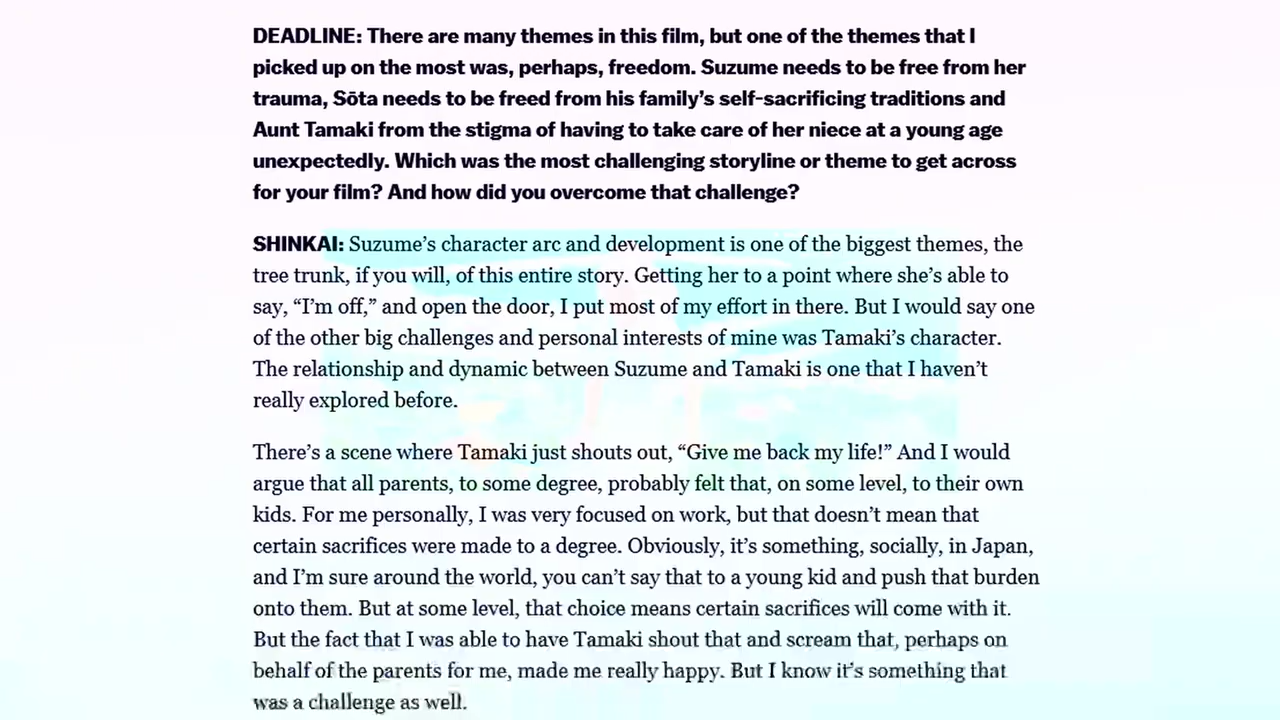 DEADLINE: There are many themes in this film, but one of the themes that I
picked up on the most was, perhaps, freedom. Suzume needs to be free from her
trauma, Sōta needs to be freed from his family’s self-sacrificing traditions and
Aunt Tamaki from the stigma of having to take care of her niece at a young age
unexpectedly. Which was the most challenging storyline or theme to get across
for your film? And how did you overcome that challenge?
SHINKAI: Suzume’s character arc and development is one of the biggest themes, the
tree trunk, if you will, of this entire story. Getting her to a point where she’s able to
say, “I’m off,” and open the door, I put most of my effort in there. But I would say one
of the other big challenges and personal interests of mine was Tamaki’s character.
The relationship and dynamic between Suzume and Tamaki is one that I haven’t
really explored before.
There’s a scene where Tamaki just shouts out, “Give me back my life!” And I would
argue that all parents, to some degree, probably felt that, on some level, to their own
kids. For me personally, I was very focused on work, but that doesn’t mean that
certain sacrifices were made to a degree. Obviously, it’s something, socially, in Japan,
and I’m sure around the world, you can’t say that to a young kid and push that burden
onto them. But at some level, that choice means certain sacrifices will come with it.
But the fact that I was able to have Tamaki shout that and scream that, perhaps on
behalf of the parents for me, made me really happy. But I know it’s something that
was a challenge as well.